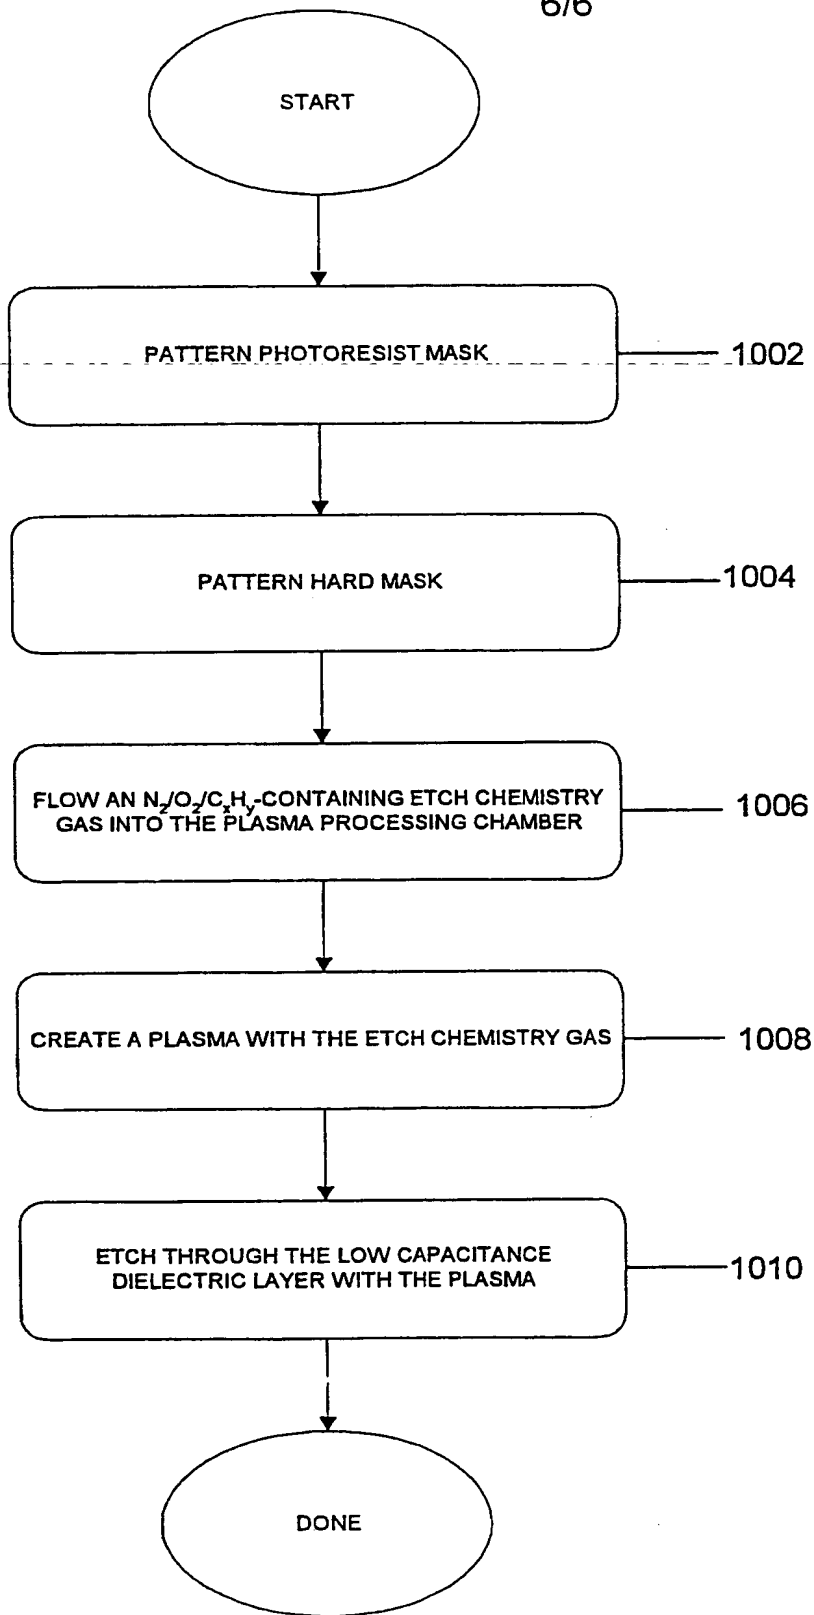 6/6
START
PATTERN PHOTORESIST MASK
1002
PATTERN HARD MASK
1004
FLOW AN N₂/O₂/CₓHᵧ-CONTAINING ETCH CHEMISTRY
GAS INTO THE PLASMA PROCESSING CHAMBER
1006
CREATE A PLASMA WITH THE ETCH CHEMISTRY GAS
1008
ETCH THROUGH THE LOW CAPACITANCE
DIELECTRIC LAYER WITH THE PLASMA
1010
DONE